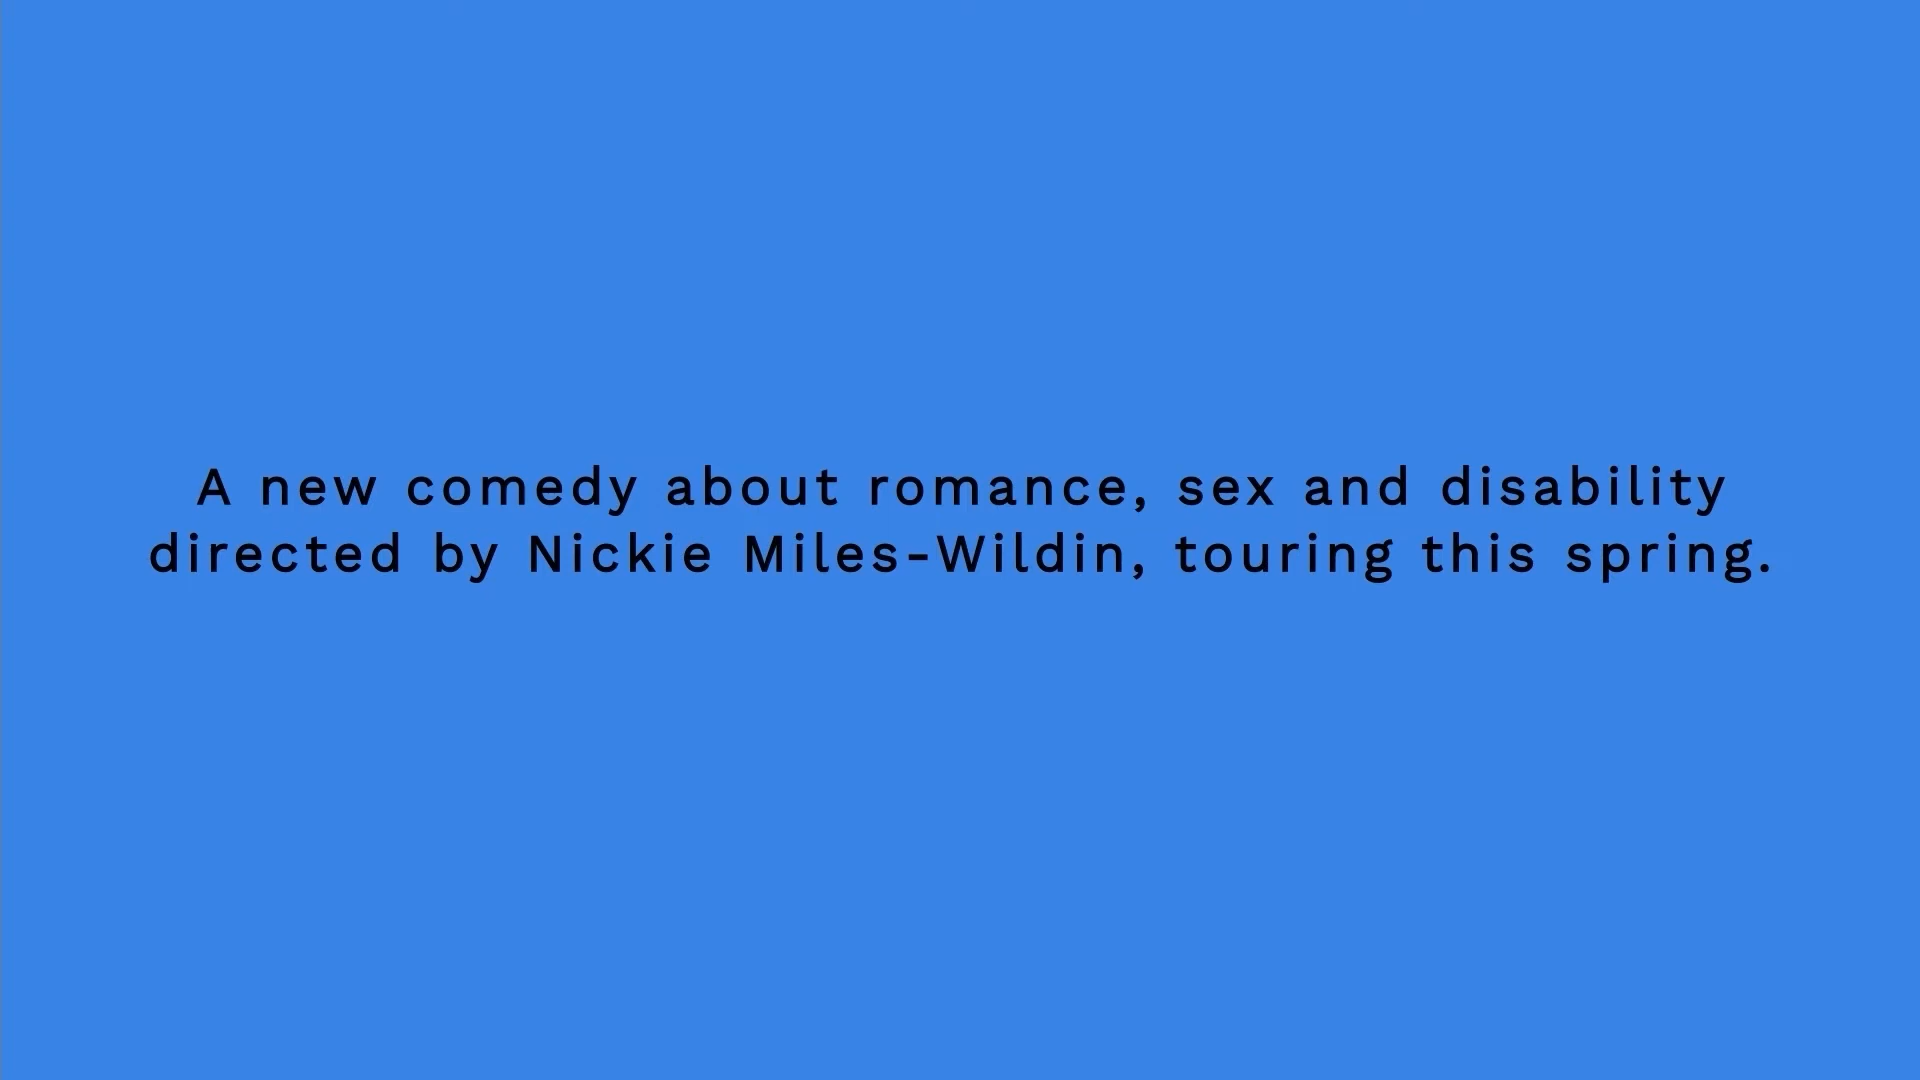 A new comedy about romance, sex and disability
directed by Nickie Miles-Wildin, touring this spring.